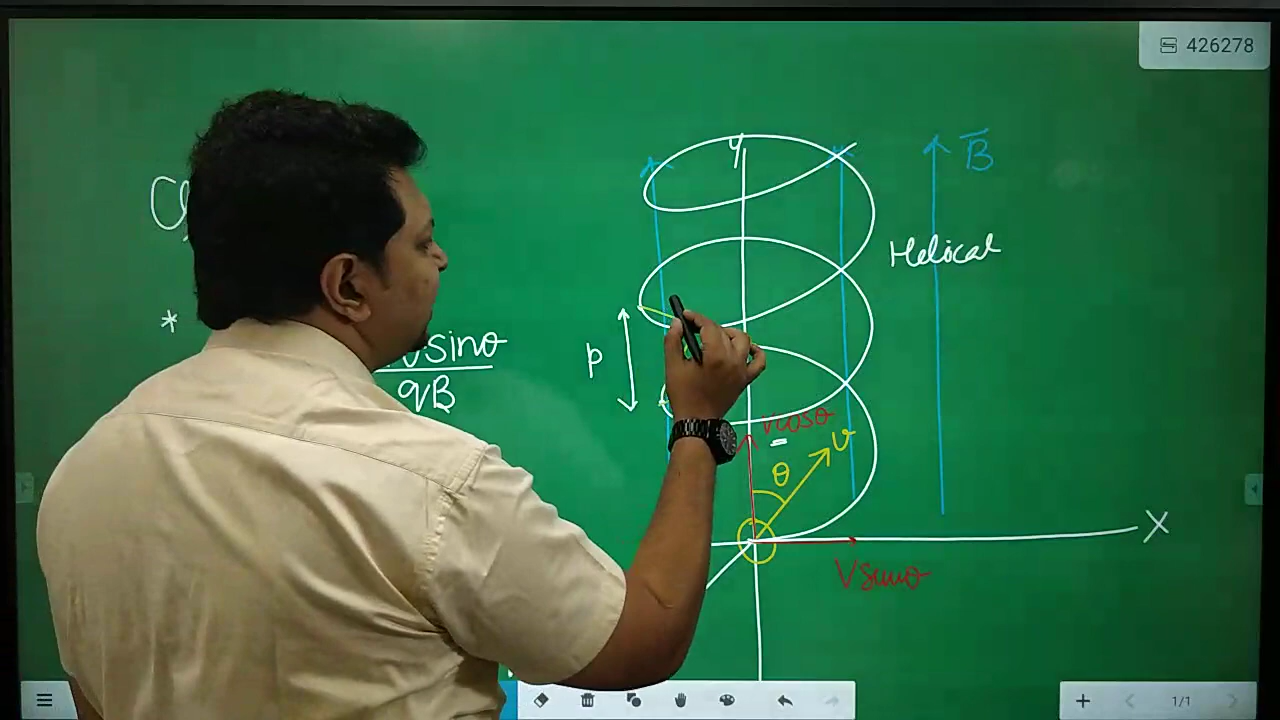 426278
y
B̅
Helical
*
vsinθ
qB
p
vcosθ
v
θ
X
Vsinθ
1/1